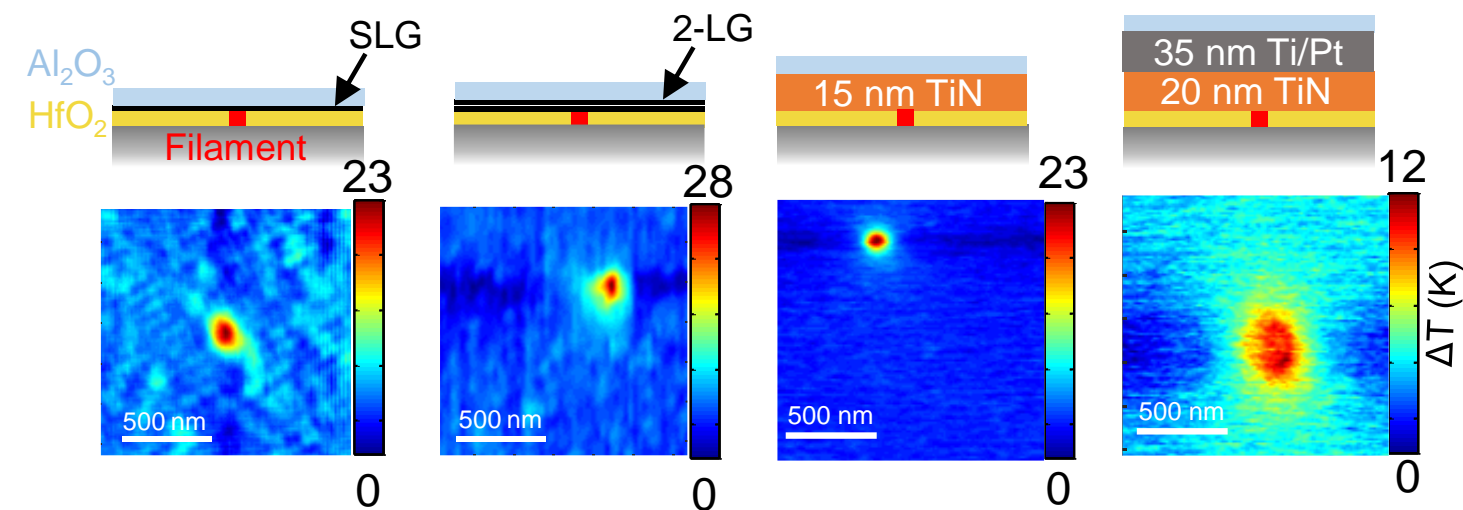 SLG
Al₂O₃
HfO₂
Filament
2-LG
15 nm TiN
35 nm Ti/Pt
20 nm TiN
23
0
500 nm
28
0
500 nm
23
0
500 nm
12
0
500 nm
ΔT (K)